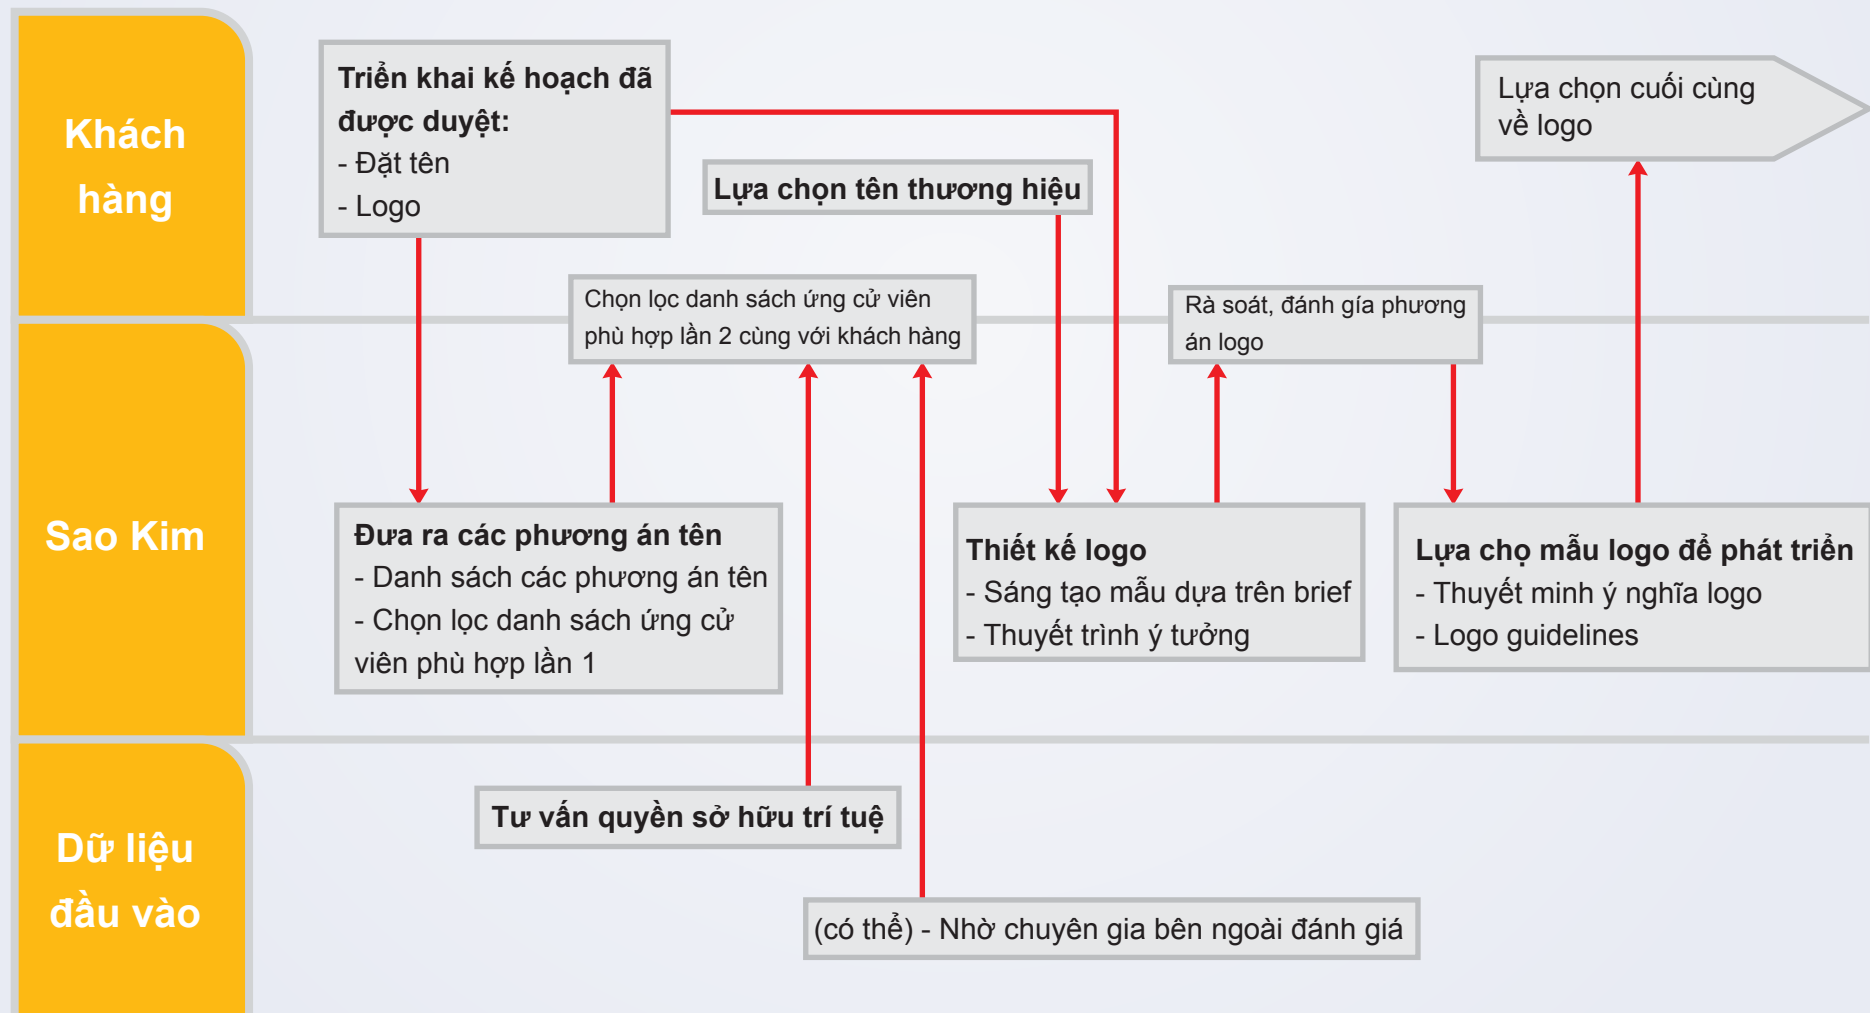 Khách
hàng
Triển khai kế hoạch đã
được duyệt:
- Đặt tên
- Logo
Lựa chọn tên thương hiệu
Lựa chọn cuối cùng
về logo
Chọn lọc danh sách ứng cử viên
phù hợp lần 2 cùng với khách hàng
Rà soát, đánh gía phương
án logo
Sao Kim
Đưa ra các phương án tên
- Danh sách các phương án tên
- Chọn lọc danh sách ứng cử
viên phù hợp lần 1
Thiết kế logo
- Sáng tạo mẫu dựa trên brief
- Thuyết trình ý tưởng
Lựa chọ mẫu logo để phát triển
- Thuyết minh ý nghĩa logo
- Logo guidelines
Dữ liệu
đầu vào
Tư vấn quyền sở hữu trí tuệ
(có thể) - Nhờ chuyên gia bên ngoài đánh giá